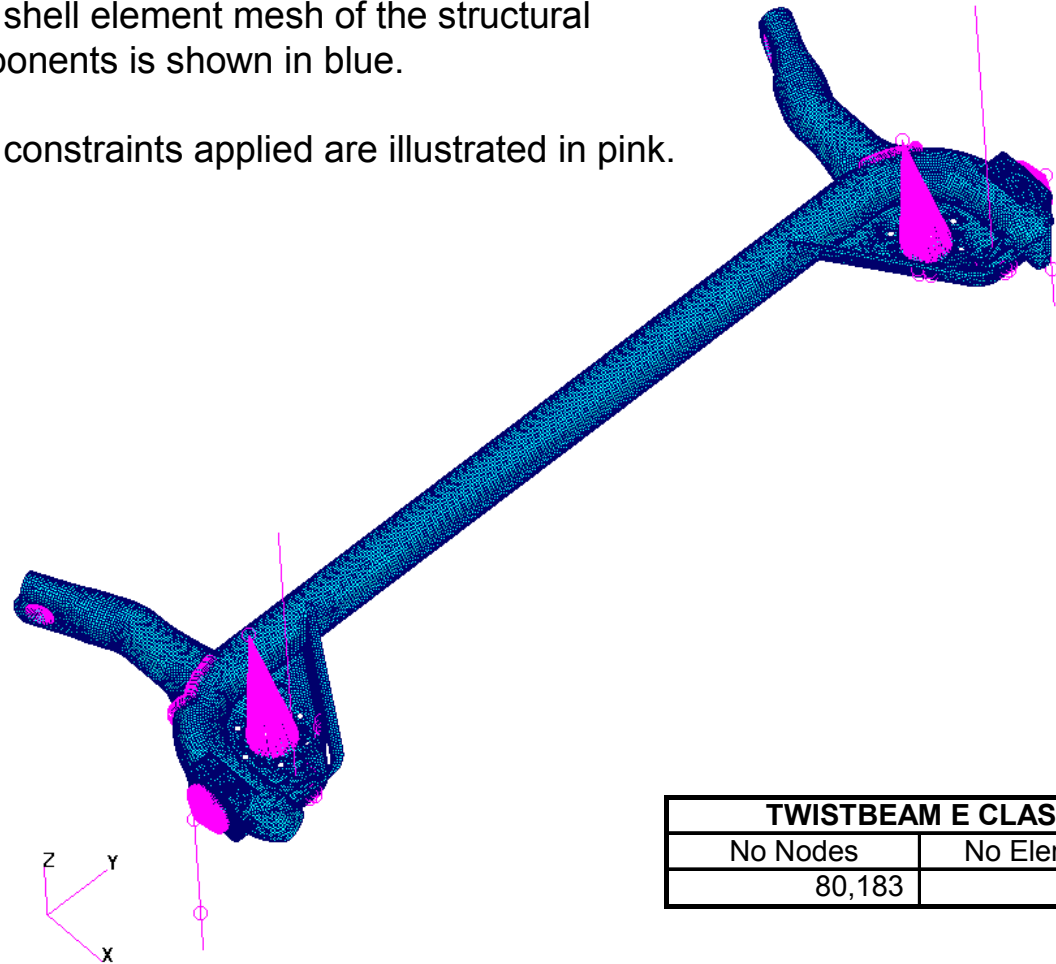 shell element mesh of the structural
ponents is shown in blue.
constraints applied are illustrated in pink.
Z
Y
X
TWISTBEAM E CLAS
No Nodes No Eler
80,183